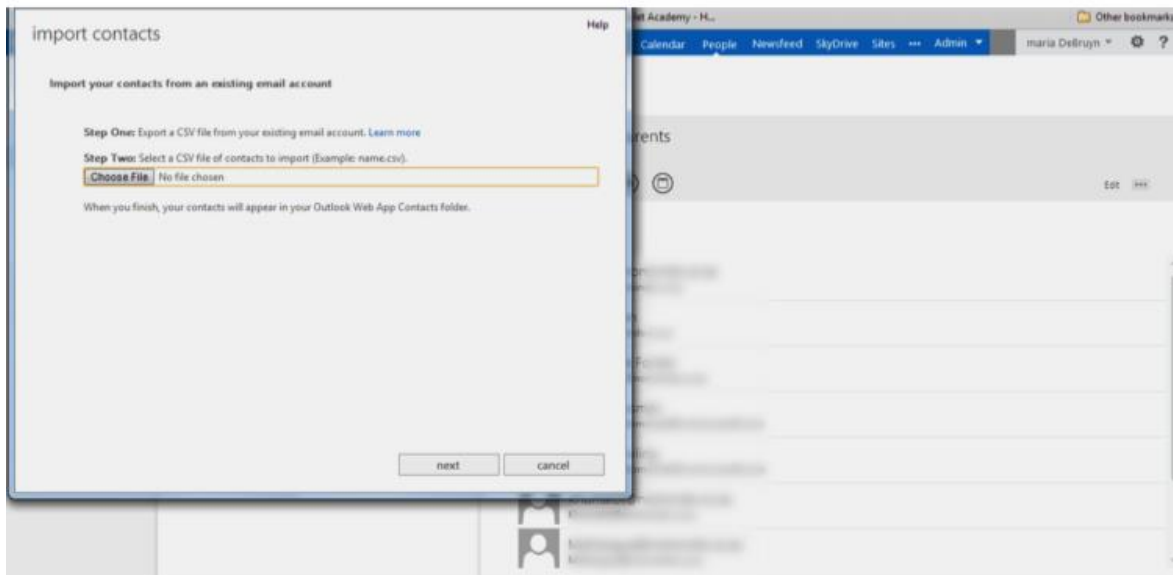 et Academy - H...
Other bookmarks
import contacts
Help
Calendar People Newsfeed SkyDrive Sites ••• Admin
maria DeBruyn
?
Import your contacts from an existing email account
Step One: Export a CSV file from your existing email account. Learn more
rents
Step Two: Select a CSV file of contacts to import (Example: name.csv).
Choose File No file chosen
Edit •••
When you finish, your contacts will appear in your Outlook Web App Contacts folder.
next cancel